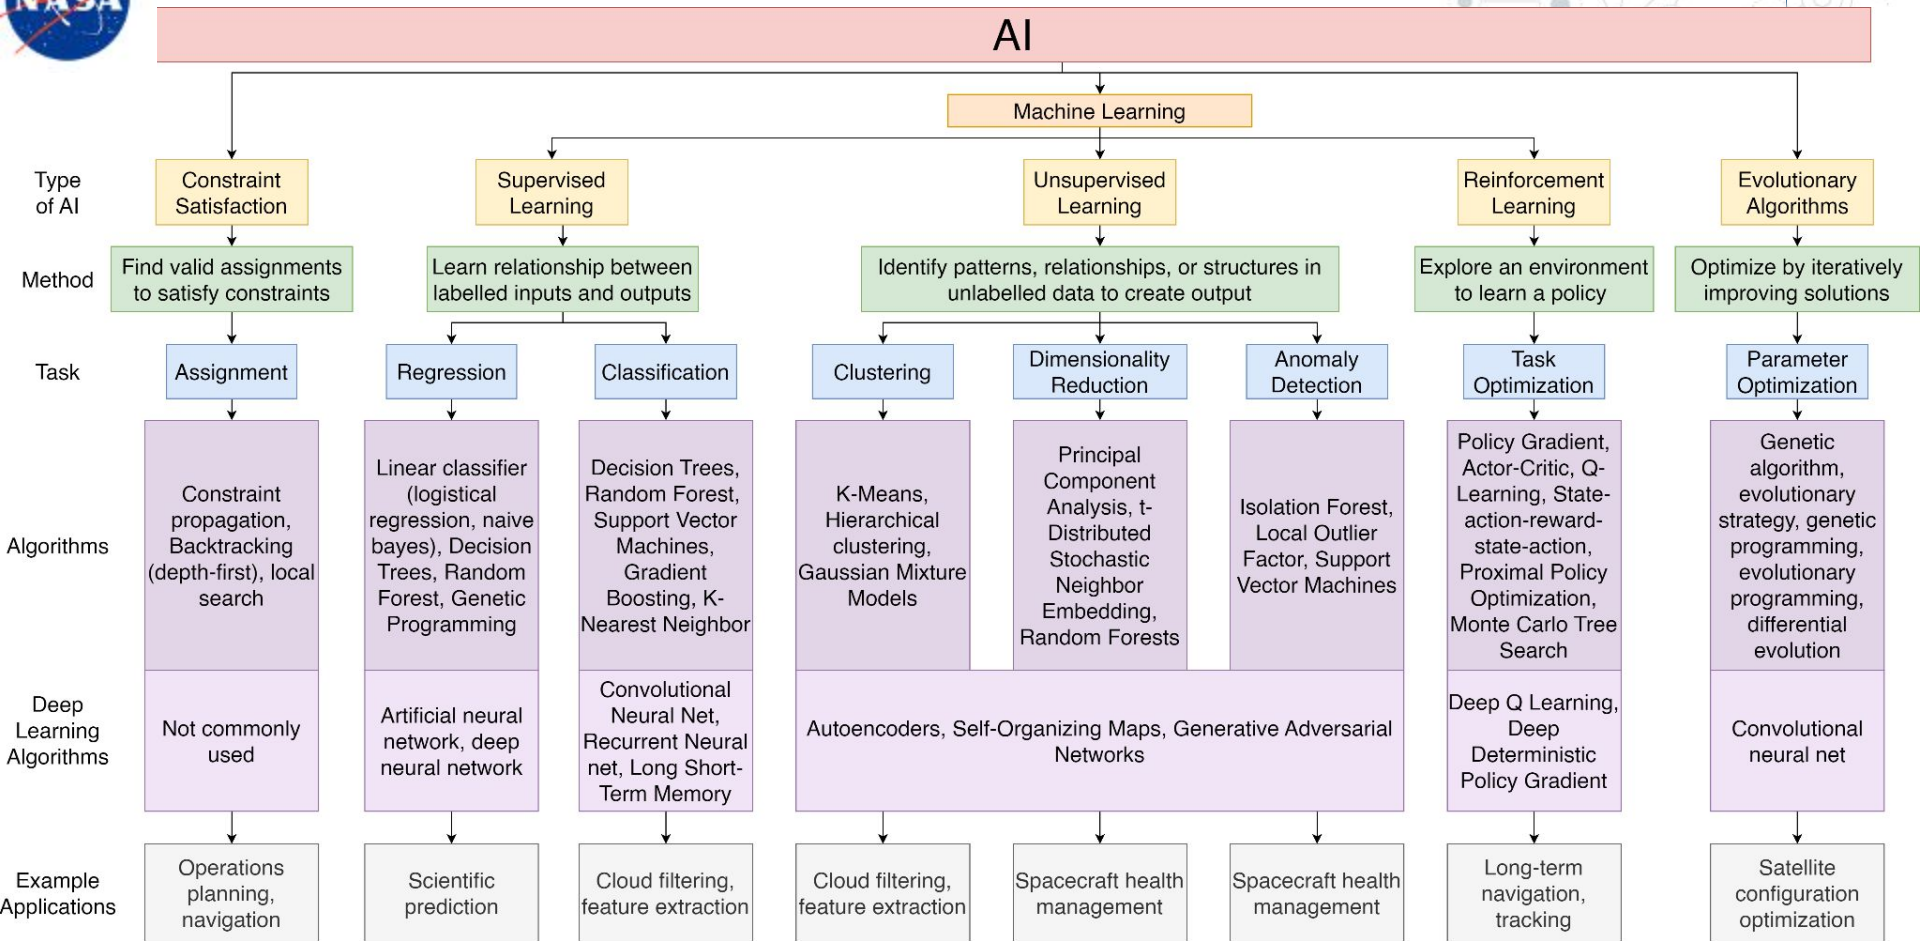 NASA
AI
Machine Learning
Type
of AI
Constraint
Satisfaction
Supervised
Learning
Unsupervised
Learning
Reinforcement
Learning
Evolutionary
Algorithms
Method
Find valid assignments
to satisfy constraints
Learn relationship between
labelled inputs and outputs
Identify patterns, relationships, or structures in
unlabelled data to create output
Explore an environment
to learn a policy
Optimize by iteratively
improving solutions
Task
Assignment
Regression
Classification
Clustering
Dimensionality
Reduction
Anomaly
Detection
Task
Optimization
Parameter
Optimization
Algorithms
Constraint
propagation,
Backtracking
(depth-first), local
search
Linear classifier
(logistical
regression, naive
bayes), Decision
Trees, Random
Forest, Genetic
Programming
Decision Trees,
Random Forest,
Support Vector
Machines,
Gradient
Boosting, K-
Nearest Neighbor
K-Means,
Hierarchical
clustering,
Gaussian Mixture
Models
Principal
Component
Analysis, t-
Distributed
Stochastic
Neighbor
Embedding,
Random Forests
Isolation Forest,
Local Outlier
Factor, Support
Vector Machines
Policy Gradient,
Actor-Critic, Q-
Learning, State-
action-reward-
state-action,
Proximal Policy
Optimization,
Monte Carlo Tree
Search
Genetic
algorithm,
evolutionary
strategy, genetic
programming,
evolutionary
programming,
differential
evolution
Deep
Learning
Algorithms
Not commonly
used
Artificial neural
network, deep
neural network
Convolutional
Neural Net,
Recurrent Neural
net, Long Short-
Term Memory
Autoencoders, Self-Organizing Maps, Generative Adversarial
Networks
Deep Q Learning,
Deep
Deterministic
Policy Gradient
Convolutional
neural net
Example
Applications
Operations
planning,
navigation
Scientific
prediction
Cloud filtering,
feature extraction
Cloud filtering,
feature extraction
Spacecraft health
management
Spacecraft health
management
Long-term
navigation,
tracking
Satellite
configuration
optimization